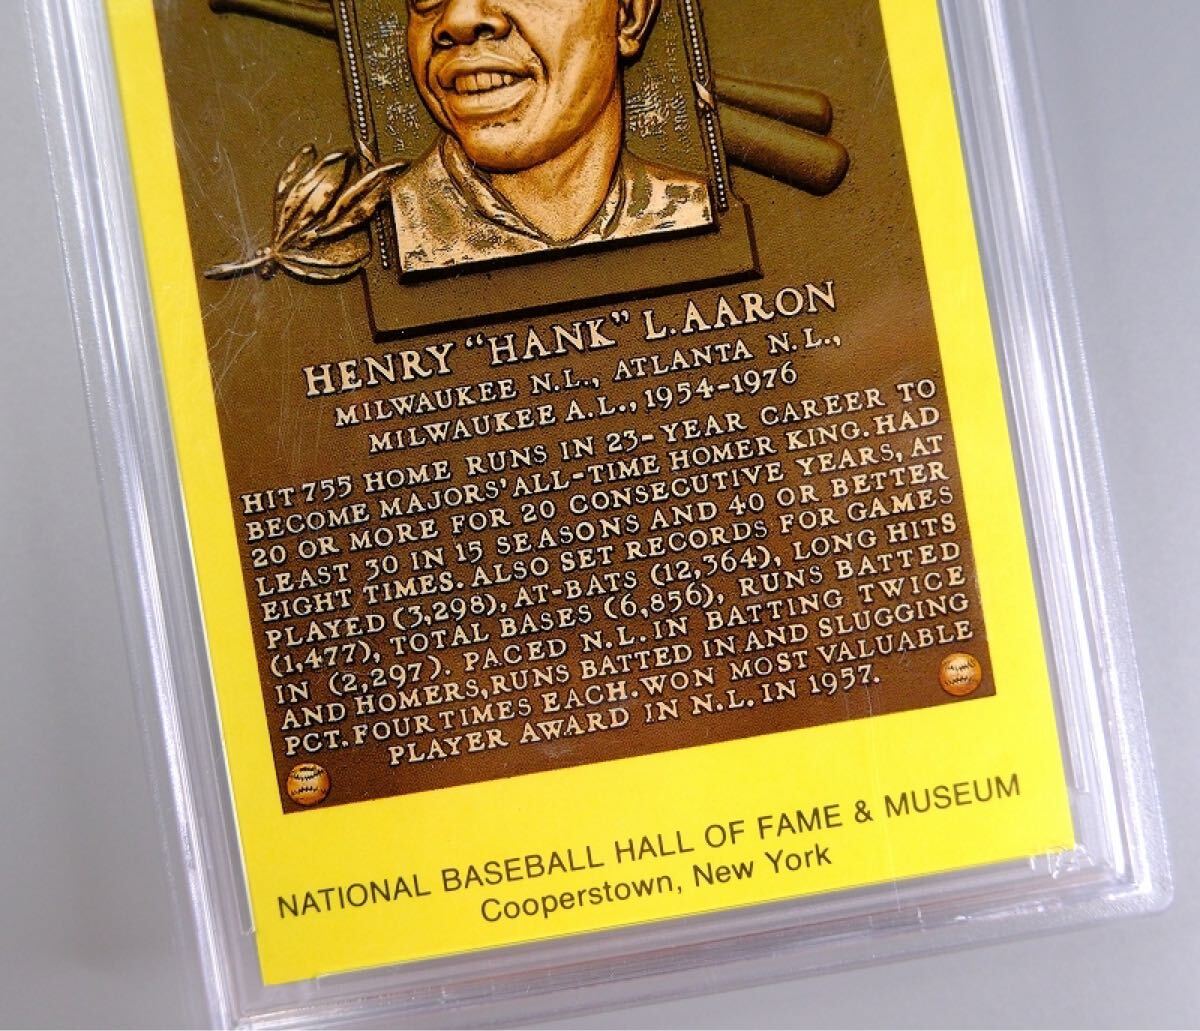 HENRY “HANK” L. AARON
MILWAUKEE N.L., ATLANTA N.L.,
MILWAUKEE A.L., 1954-1976
HIT 755 HOME RUNS IN 23-YEAR CAREER TO
BECOME MAJORS' ALL-TIME HOMER KING. HAD
20 OR MORE FOR 20 CONSECUTIVE YEARS, AT
LEAST 30 IN 15 SEASONS AND 40 OR BETTER
EIGHT TIMES. ALSO SET RECORDS FOR GAMES
PLAYED (3,298), AT-BATS (12,364), LONG HITS
(1,477), TOTAL BASES (6,856), RUNS BATTED
IN (2,297). PACED N.L. IN BATTING TWICE
AND HOMERS, RUNS BATTED IN AND SLUGGING
PCT. FOUR TIMES EACH. WON MOST VALUABLE
PLAYER AWARD IN N.L. IN 1957.
NATIONAL BASEBALL HALL OF FAME & MUSEUM
Cooperstown, New York